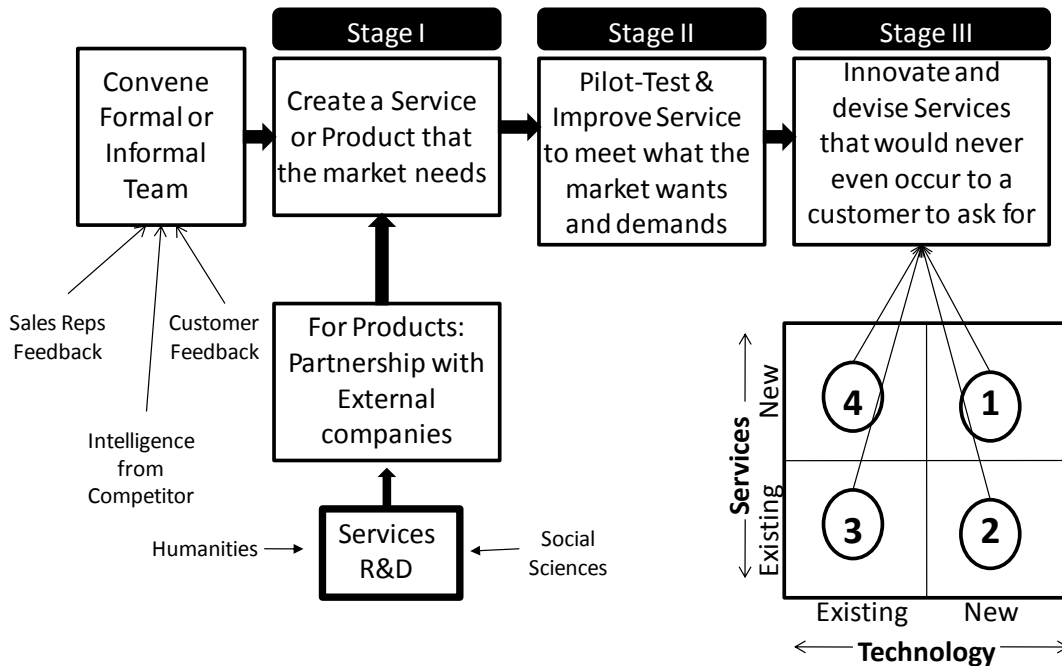 Stage I
Stage II
Stage III
Convene
Formal or
Informal
Team
Create a Service
or Product that
the market needs
Pilot-Test &
Improve Service
to meet what the
market wants
and demands
Innovate and
devise Services
that would never
even occur to a
customer to ask for
Sales Reps
Feedback
Customer
Feedback
Intelligence
from
Competitor
For Products:
Partnership with
External
companies
Humanities
Services
R&D
Social
Sciences
Services
New
Existing
4
1
3
2
Existing
New
Technology